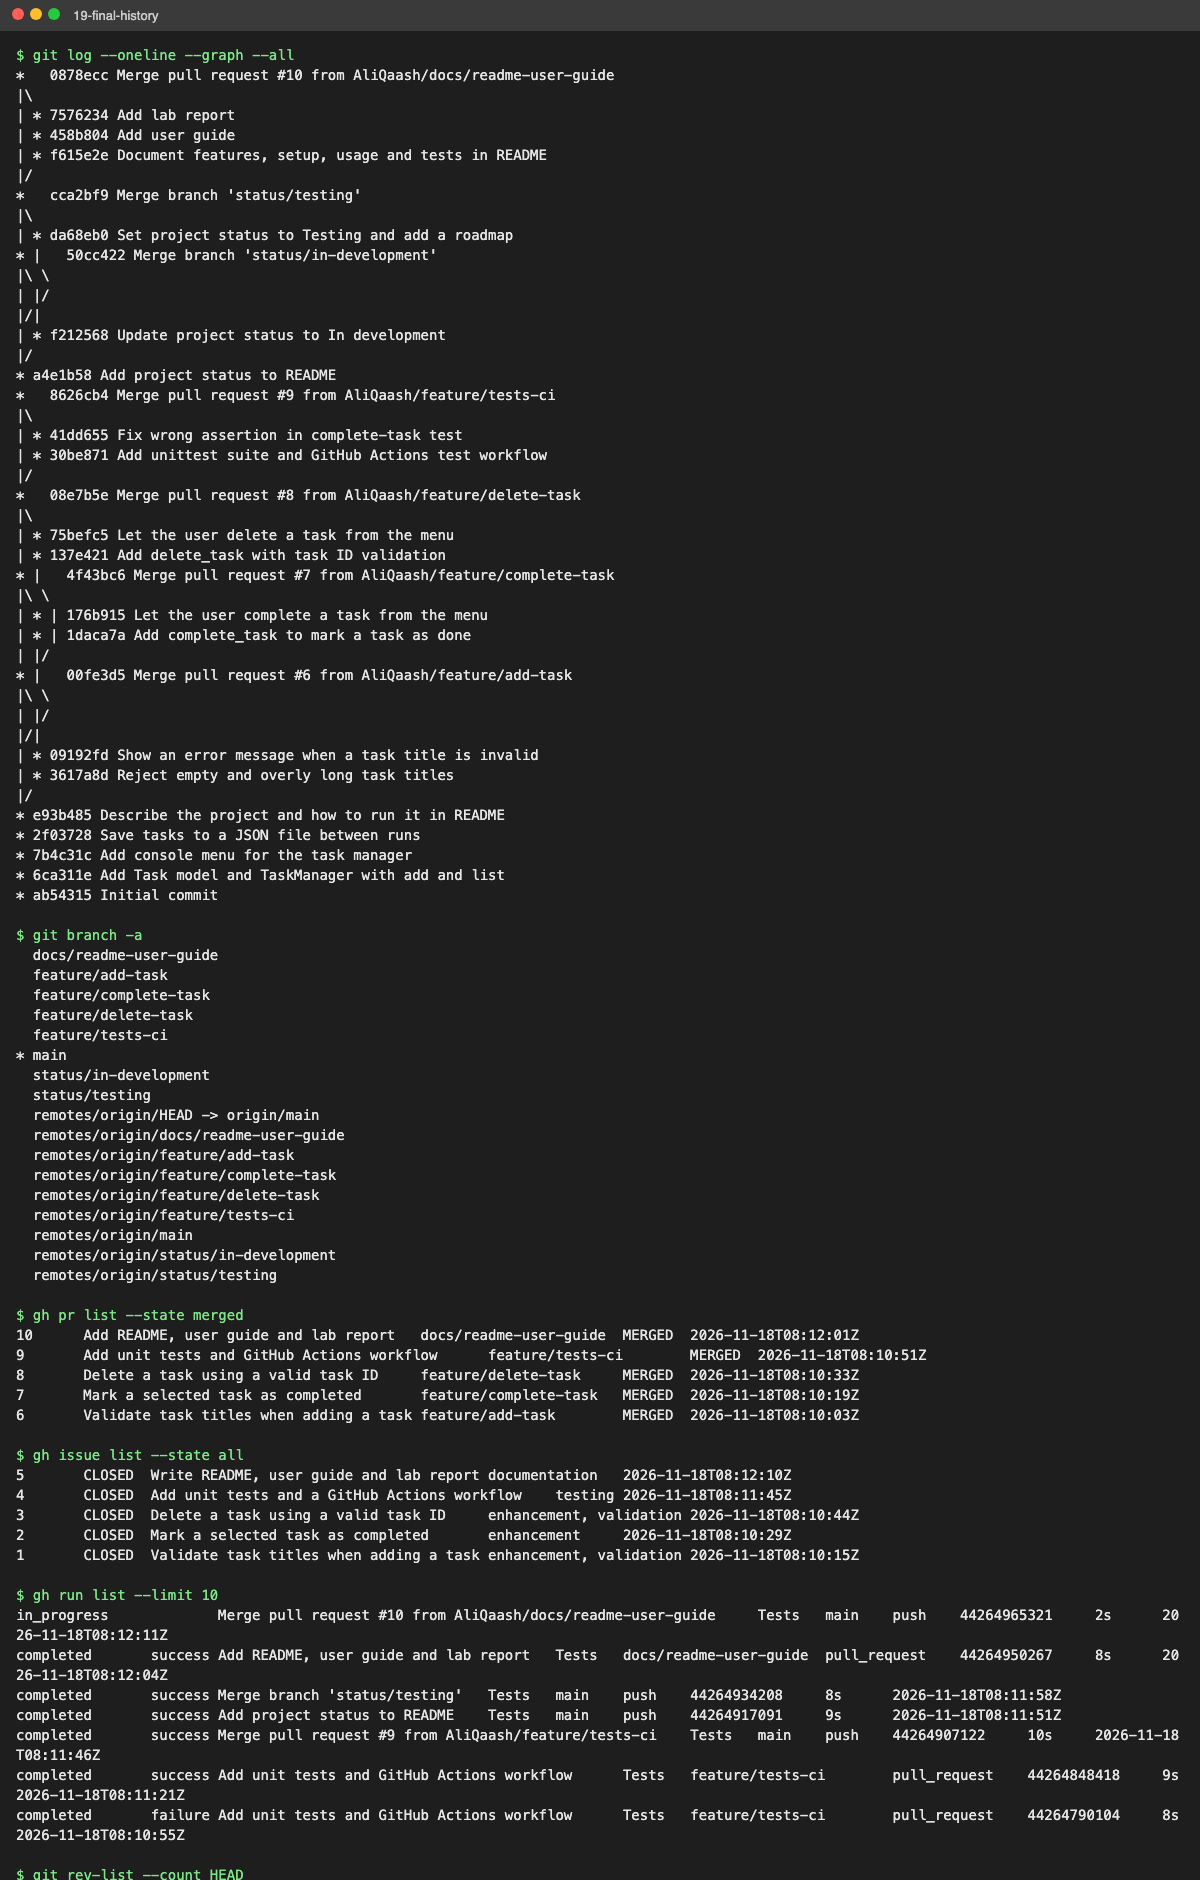 19-final-history
$ git log --oneline --graph --all
*   0878ecc Merge pull request #10 from AliQaash/docs/readme-user-guide
|\
| * 7576234 Add lab report
| * 458b804 Add user guide
| * f615e2e Document features, setup, usage and tests in README
|/
*   cca2bf9 Merge branch 'status/testing'
|\
| * da68eb0 Set project status to Testing and add a roadmap
* |   50cc422 Merge branch 'status/in-development'
|\ \
| |/
|/|
| * f212568 Update project status to In development
|/
* a4e1b58 Add project status to README
*   8626cb4 Merge pull request #9 from AliQaash/feature/tests-ci
|\
| * 41dd655 Fix wrong assertion in complete-task test
| * 30be871 Add unittest suite and GitHub Actions test workflow
|/
*   08e7b5e Merge pull request #8 from AliQaash/feature/delete-task
|\
| * 75befc5 Let the user delete a task from the menu
| * 137e421 Add delete_task with task ID validation
* |   4f43bc6 Merge pull request #7 from AliQaash/feature/complete-task
|\ \
| * | 176b915 Let the user complete a task from the menu
| * | 1daca7a Add complete_task to mark a task as done
| |/
* |   00fe3d5 Merge pull request #6 from AliQaash/feature/add-task
|\ \
| |/
|/|
| * 09192fd Show an error message when a task title is invalid
| * 3617a8d Reject empty and overly long task titles
|/
* e93b485 Describe the project and how to run it in README
* 2f03728 Save tasks to a JSON file between runs
* 7b4c31c Add console menu for the task manager
* 6ca311e Add Task model and TaskManager with add and list
* ab54315 Initial commit
$ git branch -a
  docs/readme-user-guide
  feature/add-task
  feature/complete-task
  feature/delete-task
  feature/tests-ci
* main
  status/in-development
  status/testing
  remotes/origin/HEAD -> origin/main
  remotes/origin/docs/readme-user-guide
  remotes/origin/feature/add-task
  remotes/origin/feature/complete-task
  remotes/origin/feature/delete-task
  remotes/origin/feature/tests-ci
  remotes/origin/main
  remotes/origin/status/in-development
  remotes/origin/status/testing
$ gh pr list --state merged
10      Add README, user guide and lab report   docs/readme-user-guide  MERGED  2026-11-18T08:12:01Z
9       Add unit tests and GitHub Actions workflow      feature/tests-ci        MERGED  2026-11-18T08:10:51Z
8       Delete a task using a valid task ID     feature/delete-task     MERGED  2026-11-18T08:10:33Z
7       Mark a selected task as completed       feature/complete-task   MERGED  2026-11-18T08:10:19Z
6       Validate task titles when adding a task feature/add-task        MERGED  2026-11-18T08:10:03Z
$ gh issue list --state all
5       CLOSED  Write README, user guide and lab report documentation   2026-11-18T08:12:10Z
4       CLOSED  Add unit tests and a GitHub Actions workflow    testing 2026-11-18T08:11:45Z
3       CLOSED  Delete a task using a valid task ID     enhancement, validation 2026-11-18T08:10:44Z
2       CLOSED  Mark a selected task as completed       enhancement     2026-11-18T08:10:29Z
1       CLOSED  Validate task titles when adding a task enhancement, validation 2026-11-18T08:10:15Z
$ gh run list --limit 10
in_progress             Merge pull request #10 from AliQaash/docs/readme-user-guide     Tests   main    push    44264965321     2s      20
26-11-18T08:12:11Z
completed       success Add README, user guide and lab report   Tests   docs/readme-user-guide  pull_request    44264950267     8s      20
26-11-18T08:12:04Z
completed       success Merge branch 'status/testing'   Tests   main    push    44264934208     8s      2026-11-18T08:11:58Z
completed       success Add project status to README    Tests   main    push    44264917091     9s      2026-11-18T08:11:51Z
completed       success Merge pull request #9 from AliQaash/feature/tests-ci    Tests   main    push    44264907122     10s     2026-11-18
T08:11:46Z
completed       success Add unit tests and GitHub Actions workflow      Tests   feature/tests-ci        pull_request    44264848418     9s
2026-11-18T08:11:21Z
completed       failure Add unit tests and GitHub Actions workflow      Tests   feature/tests-ci        pull_request    44264790104     8s
2026-11-18T08:10:55Z
$ git rev-list --count HEAD